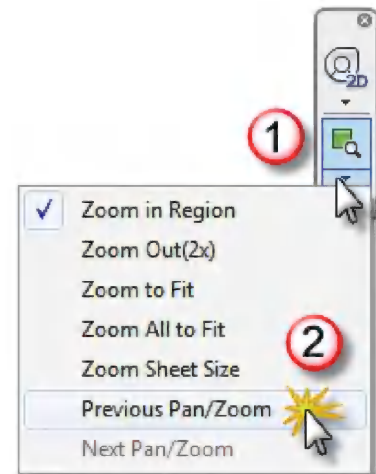 2D
1
Zoom in Region
Zoom Out(2x)
Zoom to Fit
Zoom All to Fit
2
Zoom Sheet Size
Previous Pan/Zoom
Next Pan/Zoom